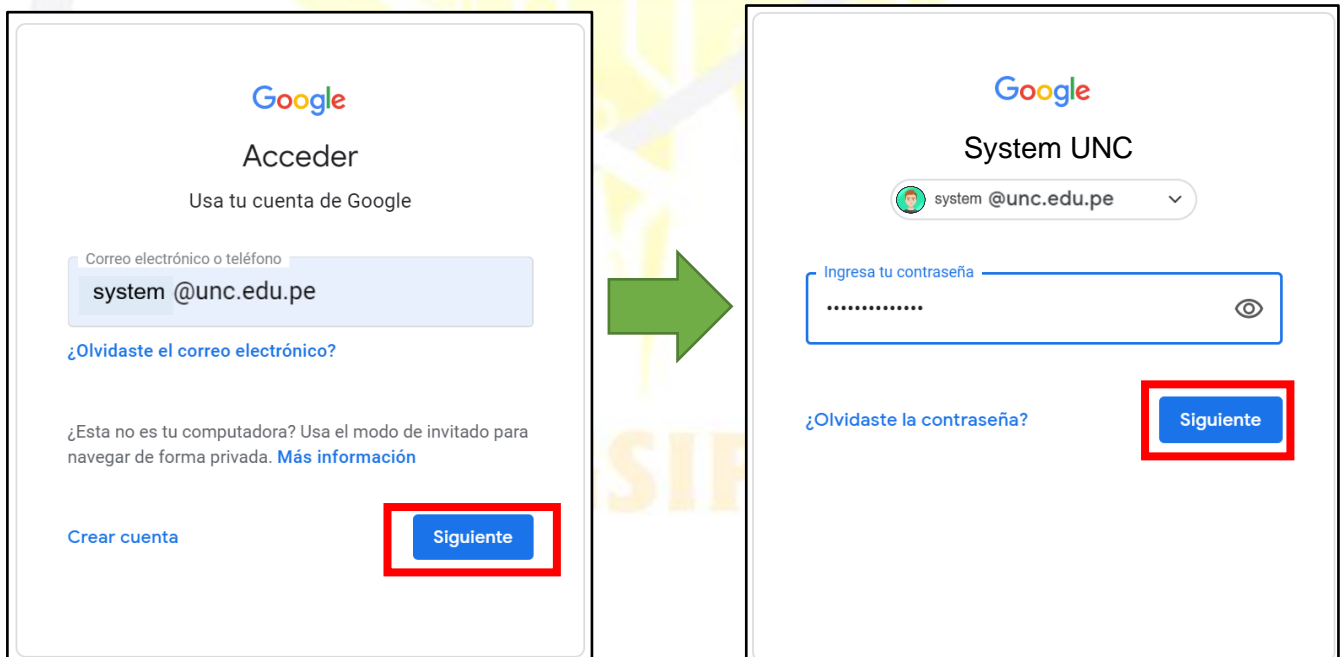 Google
Acceder
Usa tu cuenta de Google
Correo electrónico o teléfono
system @unc.edu.pe
¿Olvidaste el correo electrónico?
¿Esta no es tu computadora? Usa el modo de invitado para
navegar de forma privada. Más información
Crear cuenta
Siguiente
Google
System UNC
system @unc.edu.pe
Ingresa tu contraseña
••••••••••••••
¿Olvidaste la contraseña?
Siguiente